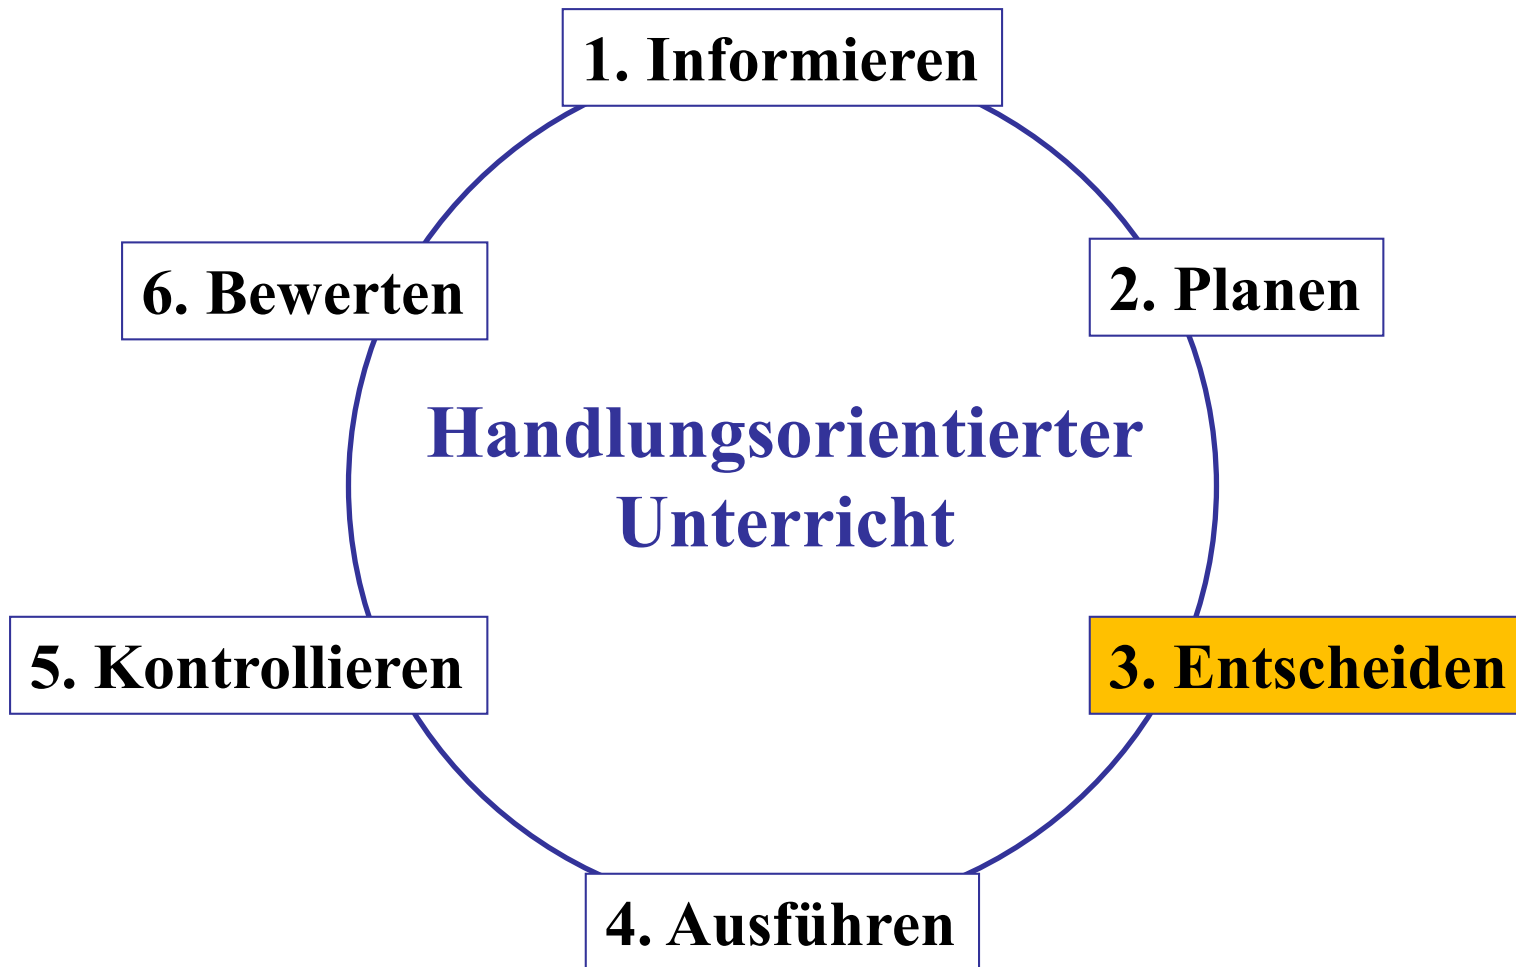 1. Informieren
6. Bewerten
2. Planen
Handlungsorientierter
Unterricht
5. Kontrollieren
3. Entscheiden
4. Ausführen